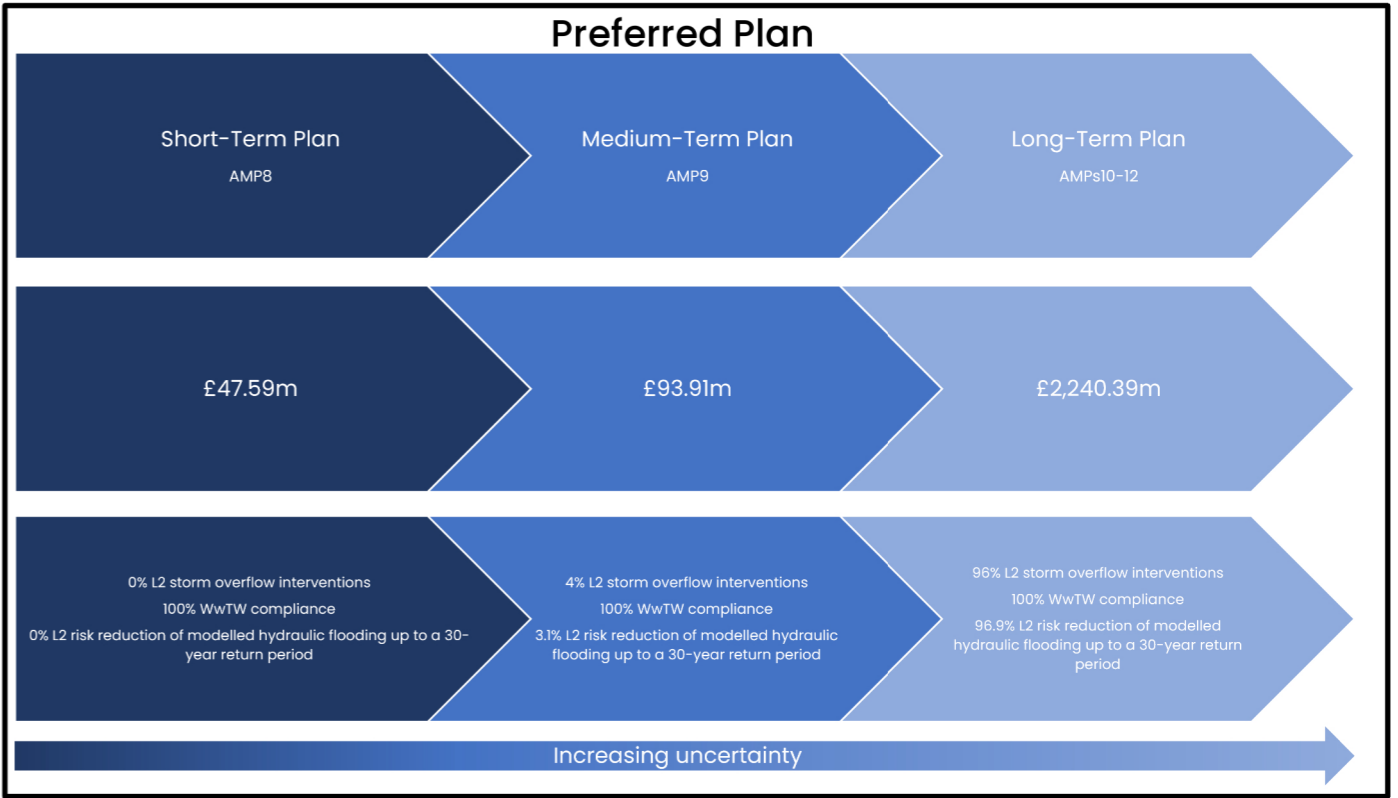 Preferred Plan
Short-Term Plan
AMP8
Medium-Term Plan
AMP9
Long-Term Plan
AMPs10-12
£47.59m
£93.91m
£2,240.39m
0% L2 storm overflow interventions
100% WwTW compliance
0% L2 risk reduction of modelled hydraulic flooding up to a 30-
year return period
4% L2 storm overflow interventions
100% WwTW compliance
3.1% L2 risk reduction of modelled hydraulic
flooding up to a 30-year return period
96% L2 storm overflow interventions
100% WwTW compliance
96.9% L2 risk reduction of modelled
hydraulic flooding up to a 30-year return
period
Increasing uncertainty